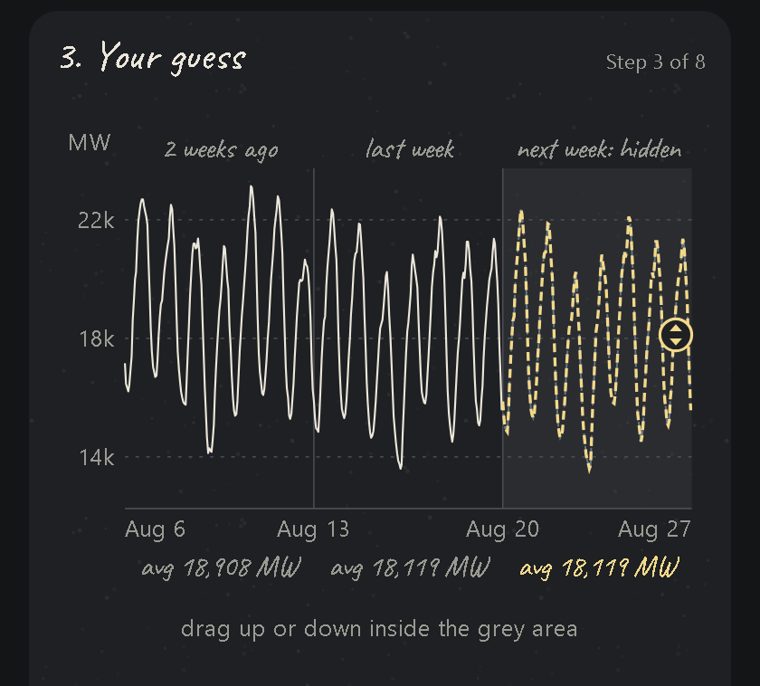 3. Your guess
Step 3 of 8
MW
2 weeks ago
last week
next week: hidden
22k
18k
14k
Aug 6
Aug 13
Aug 20
Aug 27
avg 18,908 MW
avg 18,119 MW
avg 18,119 MW
drag up or down inside the grey area